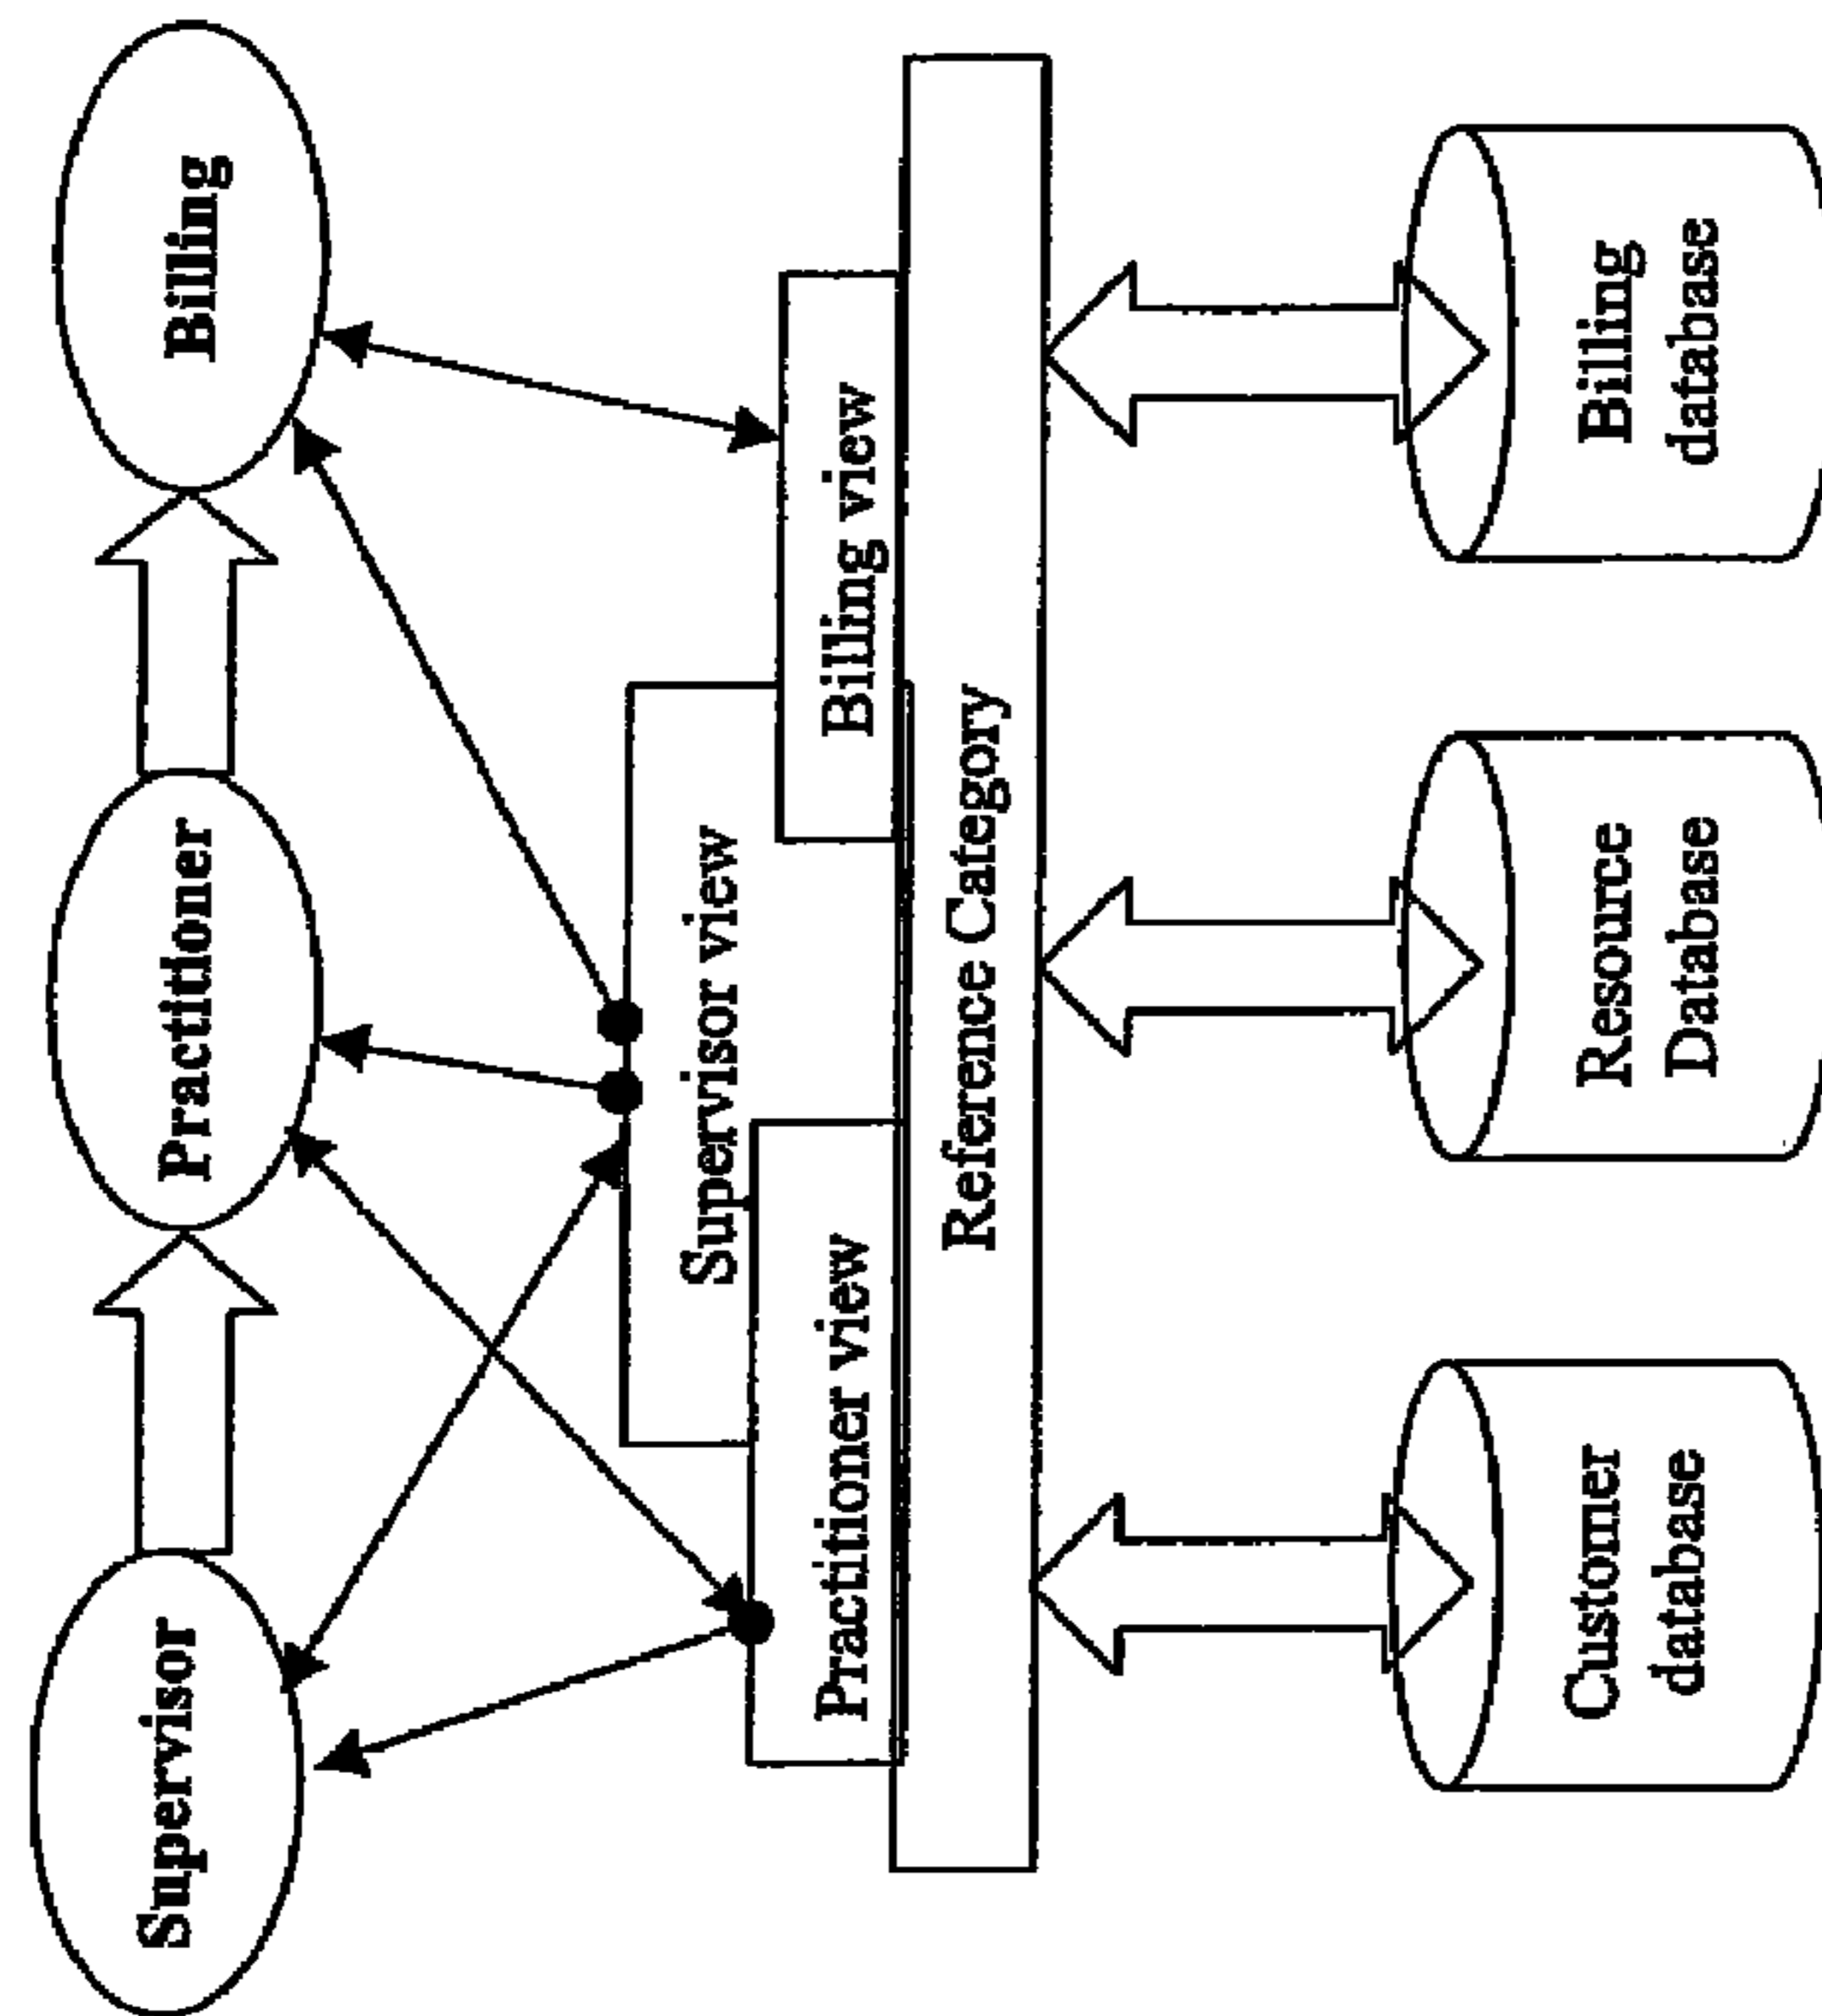 Supervisor
Practitioner
Billing
Supervisor view
Practitioner view
Billing view
Reference Category
Customer
database
Resource
Database
Billing
database